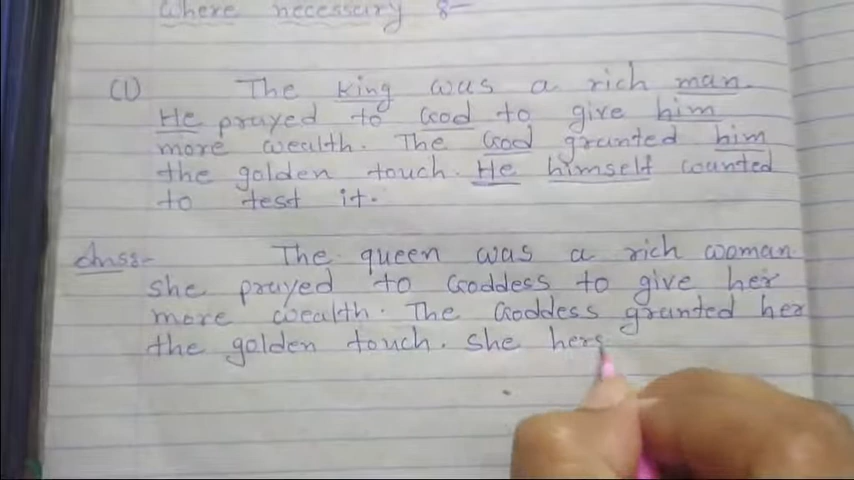 where necessary :-
(1) The King was a rich man.
He prayed to God to give him
more wealth. The God granted him
the golden touch. He himself counted
to test it.
Ans:- The queen was a rich woman.
she prayed to Goddess to give her
more wealth. The Goddess granted her
the golden touch. She hers